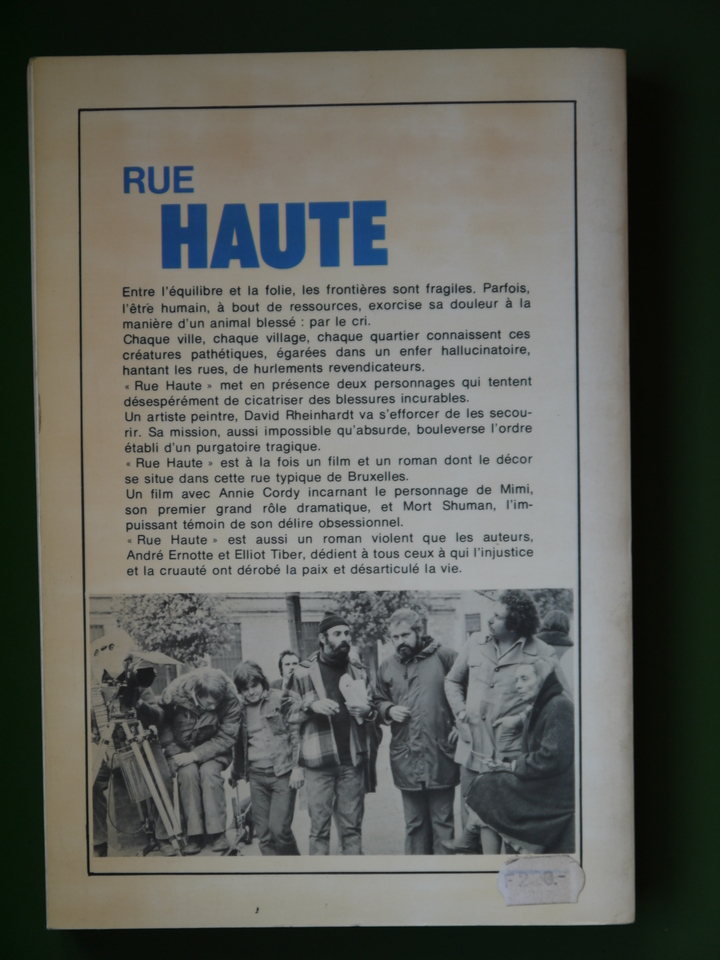 RUE
HAUTE
Entre l'équilibre et la folie, les frontières sont fragiles. Parfois,
l'être humain, à bout de ressources, exorcise sa douleur à la
manière d'un animal blessé : par le cri.
Chaque ville, chaque village, chaque quartier connaissent ces
créatures pathétiques, égarées dans un enfer hallucinatoire,
hantant les rues, de hurlements revendicateurs.
« Rue Haute » met en présence deux personnages qui tentent
désespérément de cicatriser des blessures incurables.
Un artiste peintre, David Rheinhardt va s'efforcer de les secou-
rir. Sa mission, aussi impossible qu'absurde, bouleverse l'ordre
établi d'un purgatoire tragique.
« Rue Haute » est à la fois un film et un roman dont le décor
se situe dans cette rue typique de Bruxelles.
Un film avec Annie Cordy incarnant le personnage de Mimi,
son premier grand rôle dramatique, et Mort Shuman, l'im-
puissant témoin de son délire obsessionnel.
« Rue Haute » est aussi un roman violent que les auteurs,
André Ernotte et Elliot Tiber, dédient à tous ceux à qui l'injustice
et la cruauté ont dérobé la paix et désarticulé la vie.